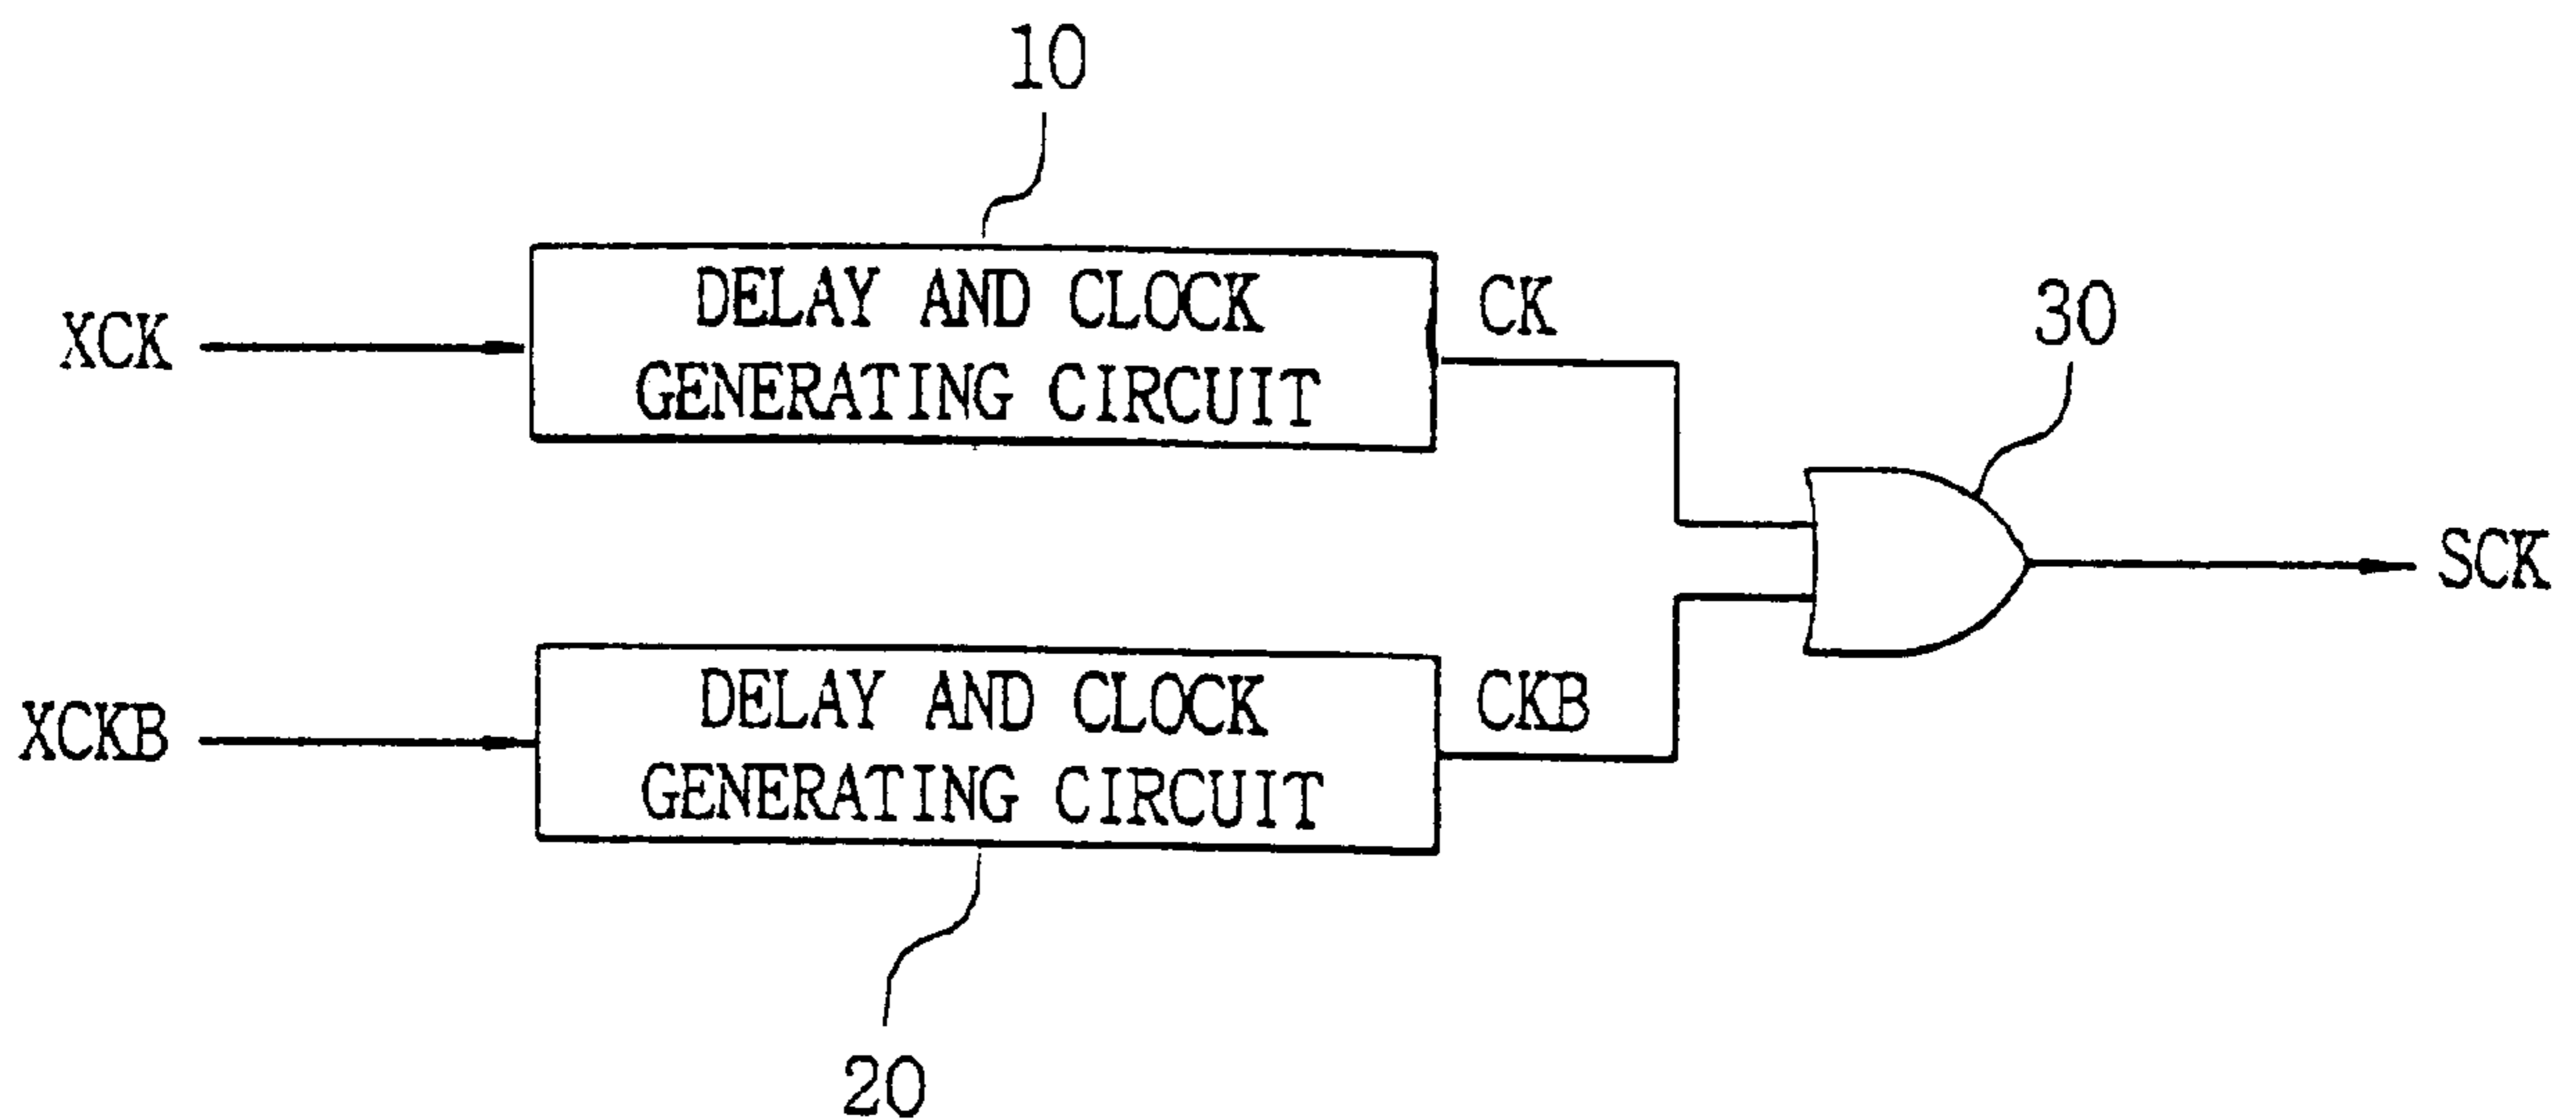 10
DELAY AND CLOCK
GENERATING CIRCUIT
XCK
CK
30
SCK
DELAY AND CLOCK
GENERATING CIRCUIT
XCKB
CKB
20